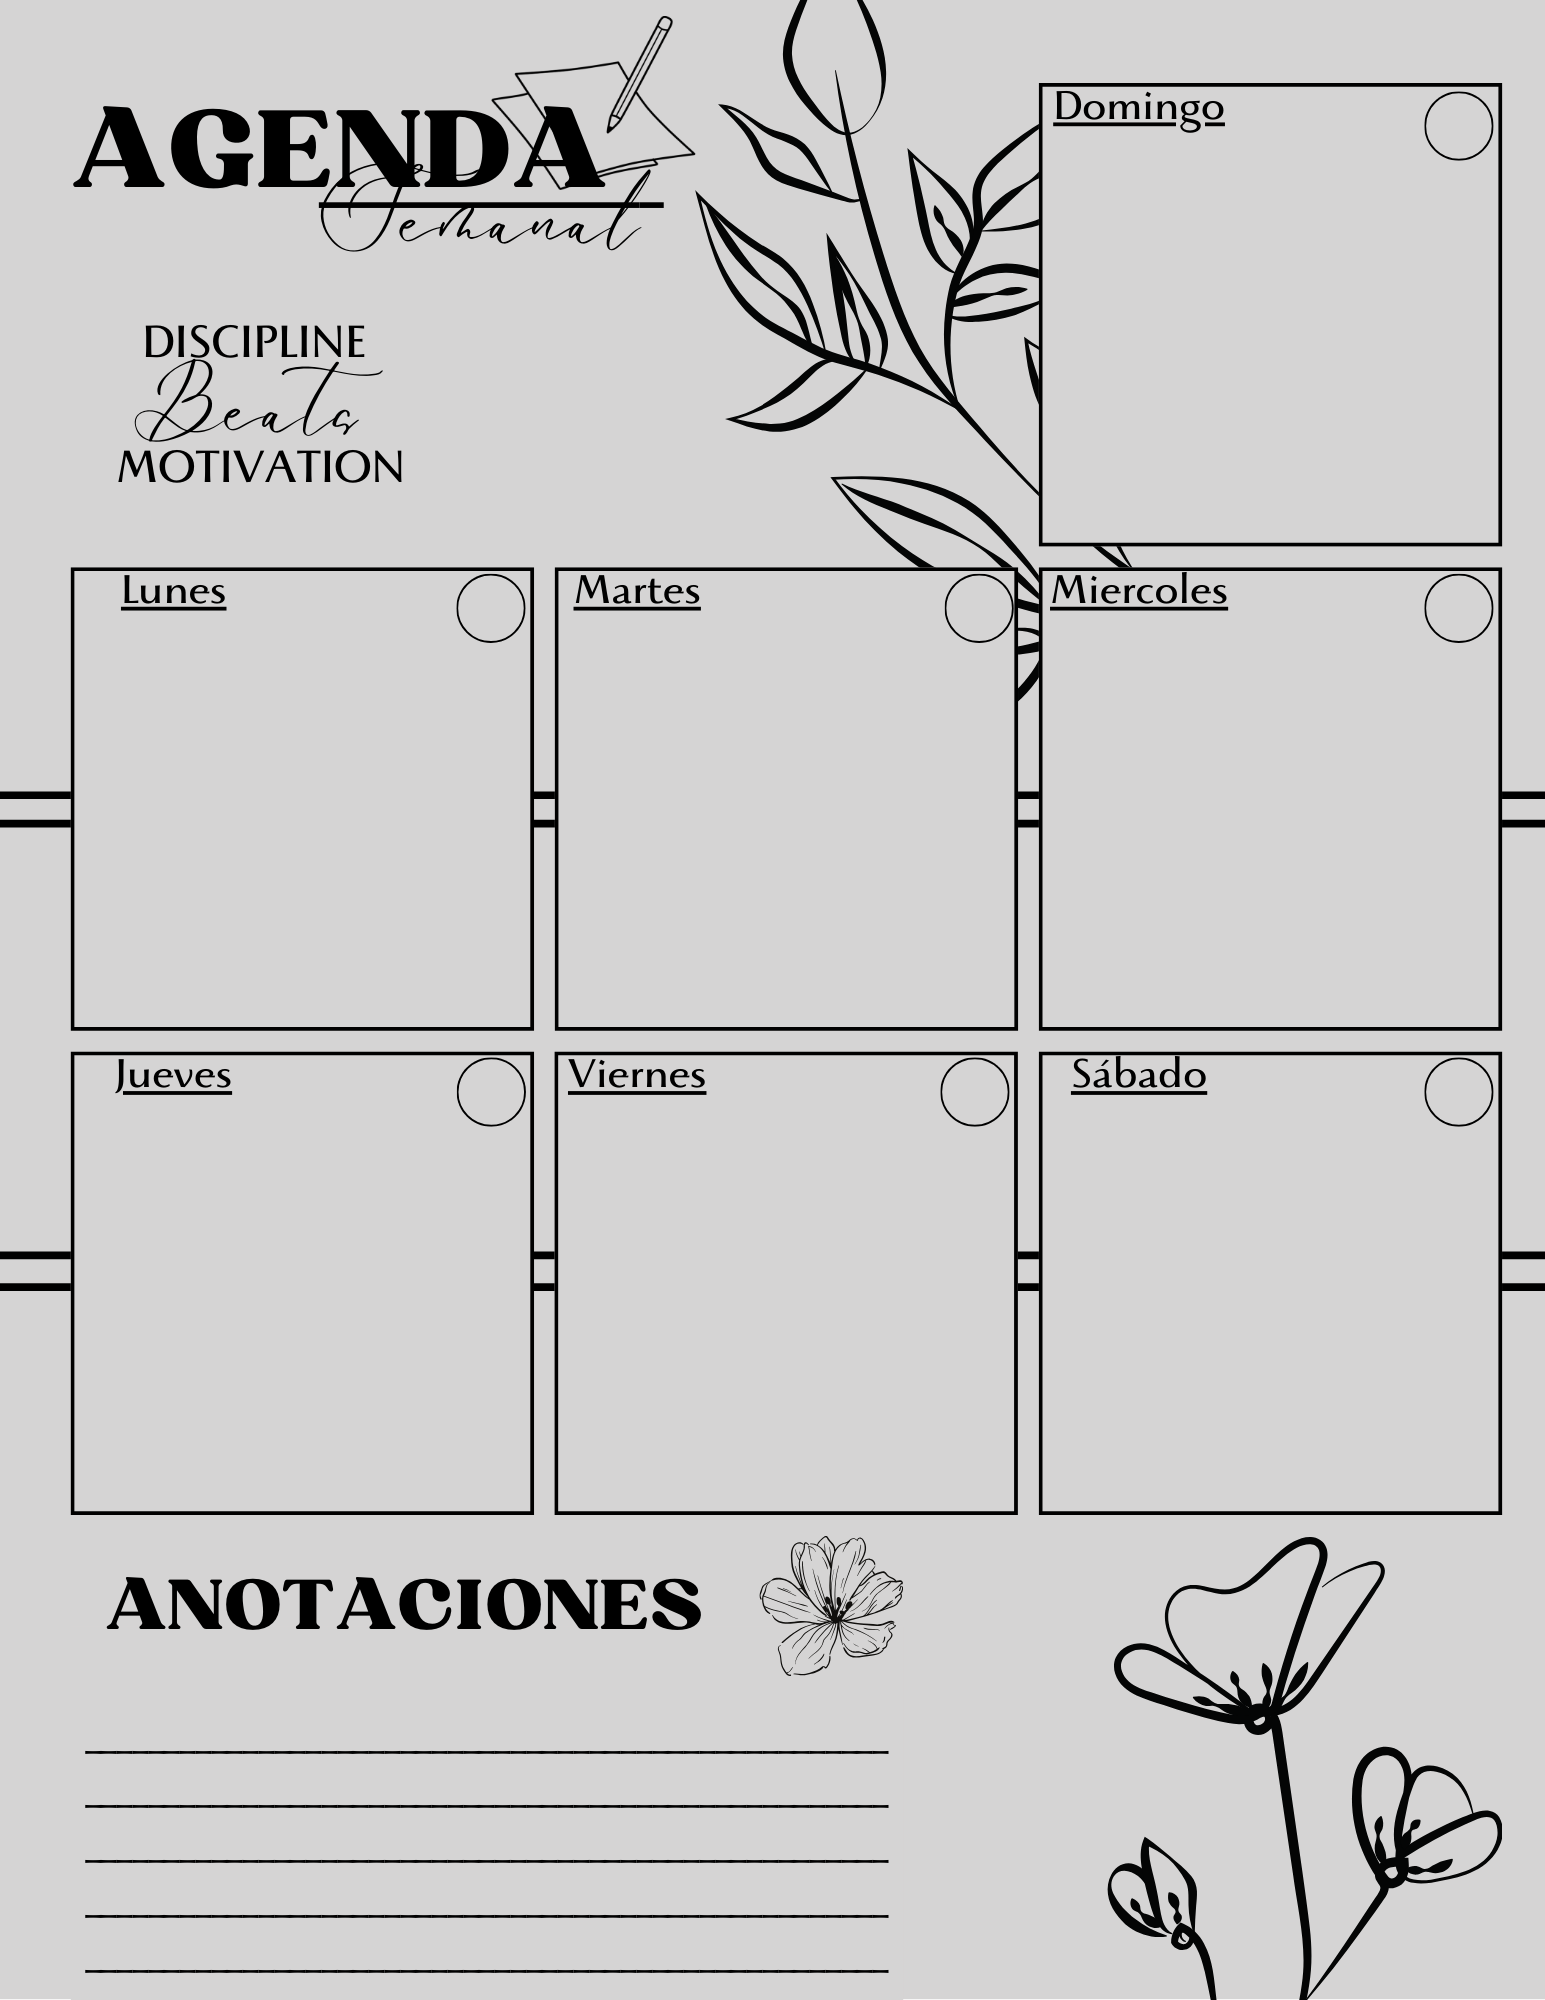 AGENDA
Semanal
DISCIPLINE
Beats
MOTIVATION
Domingo
Lunes
Martes
Miercoles
Jueves
Viernes
Sábado
ANOTACIONES